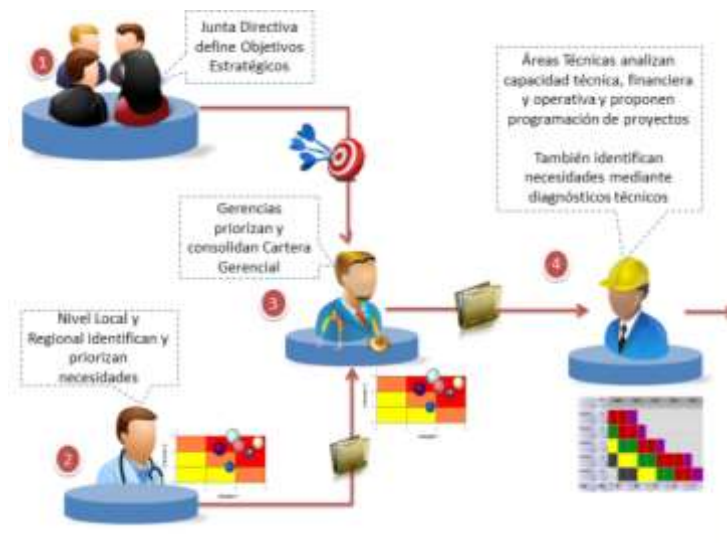 1
Junta Directiva
define Objetivos
Estratégicos
Áreas Técnicas analizan
capacidad técnica, financiera
y operativa y proponen
programación de proyectos
También identifican
necesidades mediante
diagnósticos técnicos
Gerencias
priorizan y
consolidan Cartera
Gerencial
3
4
Nivel Local y
Regional identifican y
priorizan
necesidades
2